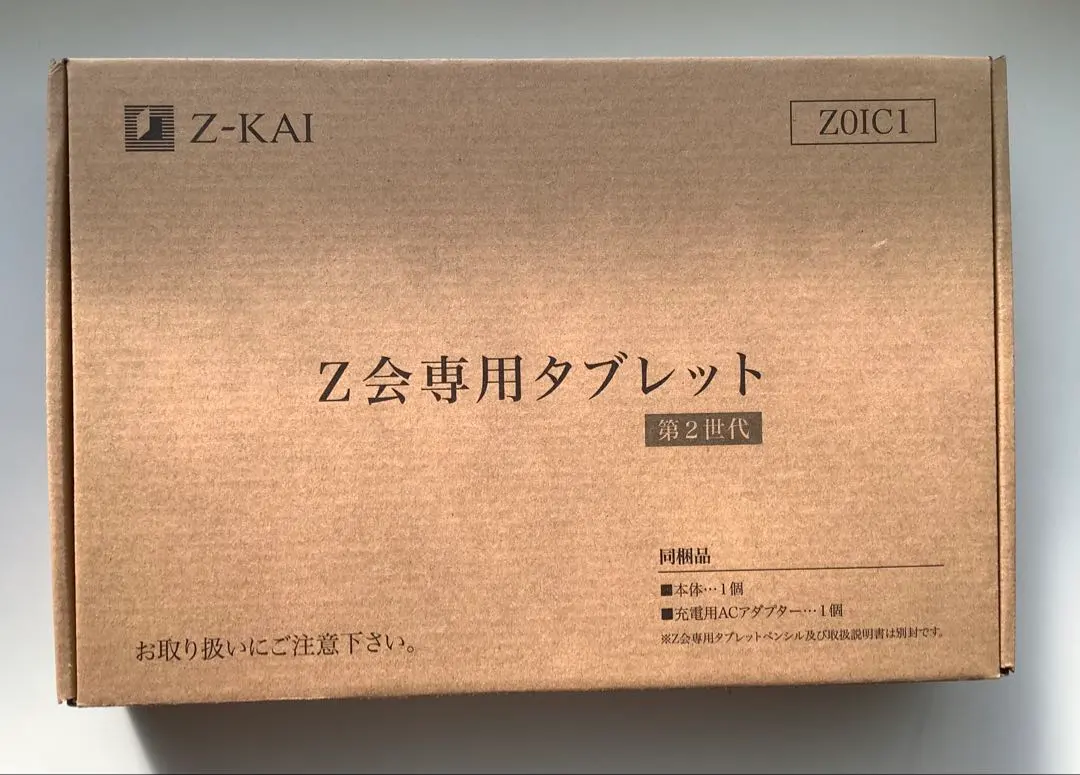 Z-KAI
Z0IC1
Z会専用タブレット
第2世代
同梱品
■本体…1個
■充電用ACアダプター…1個
※Z会専用タブレットペンシル及び取扱説明書は別封です。
お取り扱いにご注意下さい。